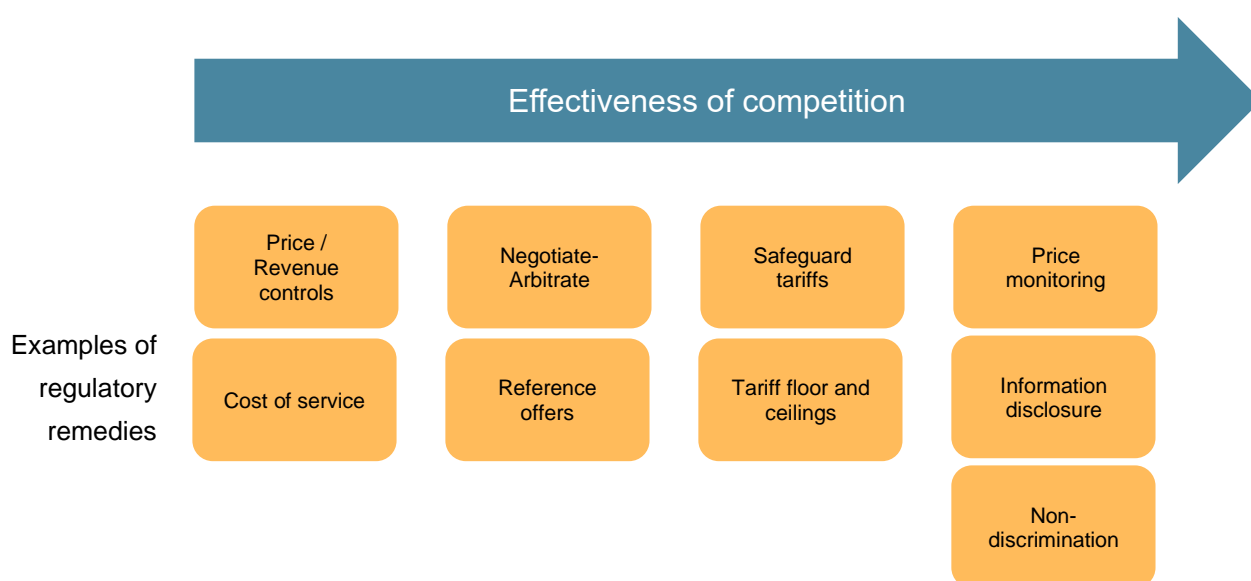 Effectiveness of competition
Price /
Revenue
controls
Negotiate-
Arbitrate
Safeguard
tariffs
Price
monitoring
Examples of
regulatory
remedies
Cost of service
Reference
offers
Tariff floor and
ceilings
Information
disclosure
Non-
discrimination